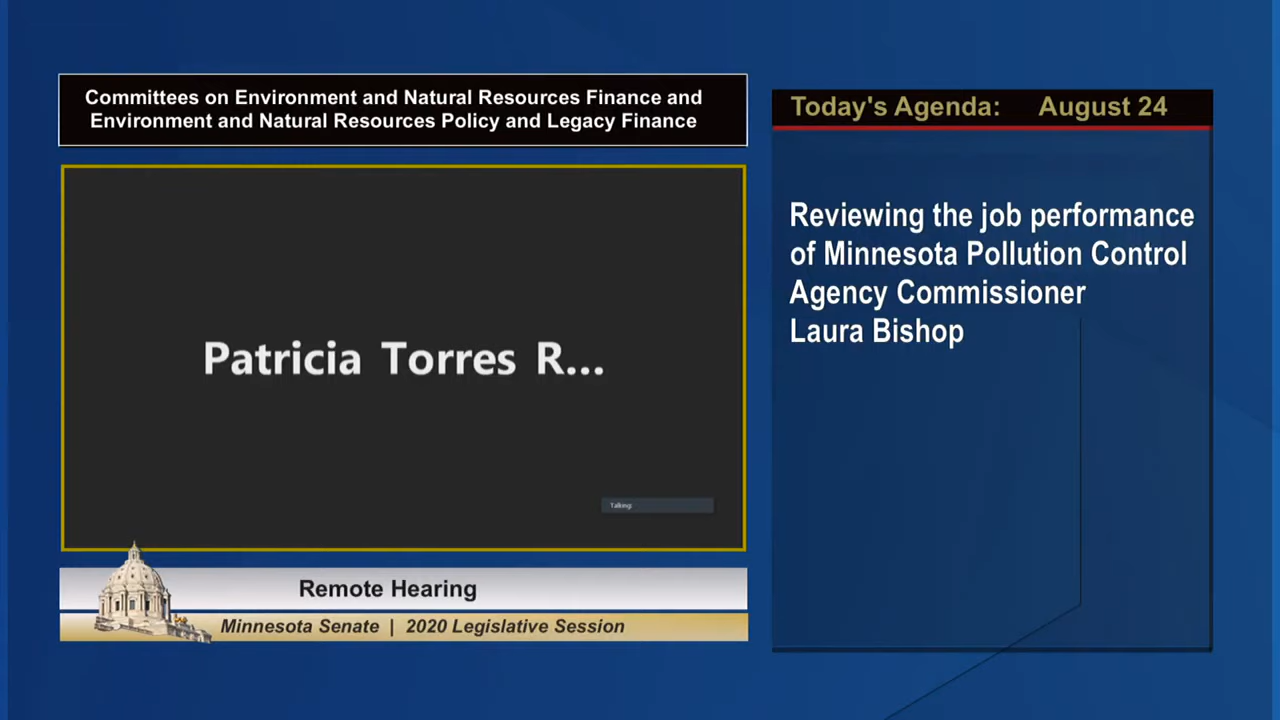 Committees on Environment and Natural Resources Finance and
Environment and Natural Resources Policy and Legacy Finance
Today's Agenda: August 24
Reviewing the job performance
of Minnesota Pollution Control
Agency Commissioner
Laura Bishop
Patricia Torres R...
Talking:
Remote Hearing
Minnesota Senate | 2020 Legislative Session